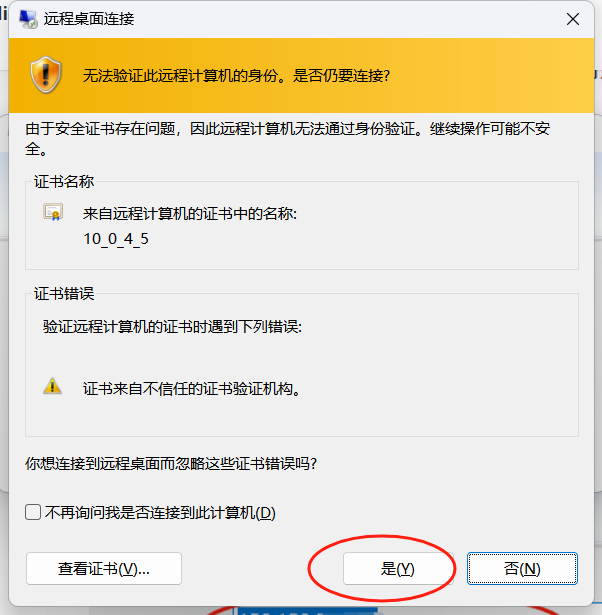 远程桌面连接
无法验证此远程计算机的身份。是否仍要连接?
由于安全证书存在问题，因此远程计算机无法通过身份验证。继续操作可能不安
全。
证书名称
来自远程计算机的证书中的名称:
10_0_4_5
证书错误
验证远程计算机的证书时遇到下列错误:
证书来自不信任的证书验证机构。
你想连接到远程桌面而忽略这些证书错误吗?
不再询问我是否连接到此计算机(D)
查看证书(V)... 是(Y) 否(N)